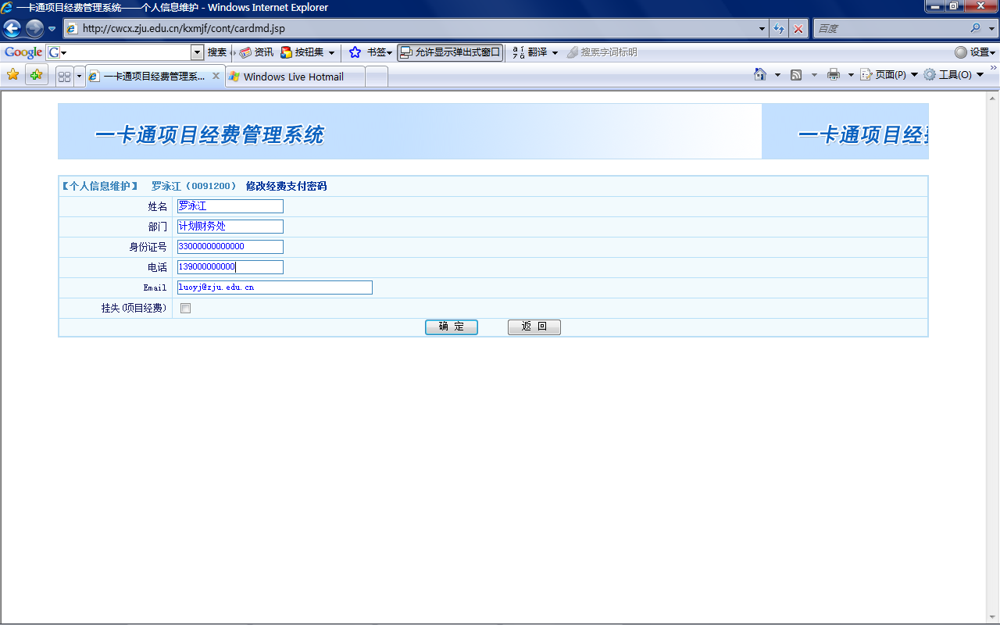 一卡通项目经费管理系统——个人信息维护 - Windows Internet Explorer
http://cwcx.zju.edu.cn/kxmjf/cont/cardmd.jsp 百度
Google G 搜索 资讯 按钮集 书签 允许显示弹出式窗口 翻译 搜索字词标明 设置
一卡通项目经费管理系... Windows Live Hotmail 页面(P) 工具(O)
一卡通项目经费管理系统 一卡通项目经
【个人信息维护】 罗泳江（0091200） 修改经费支付密码
姓名 罗泳江
部门 计划财务处
身份证号 33000000000000
电话 139000000000
Email luoyj@zju.edu.cn
挂失(项目经费)
确 定 返 回